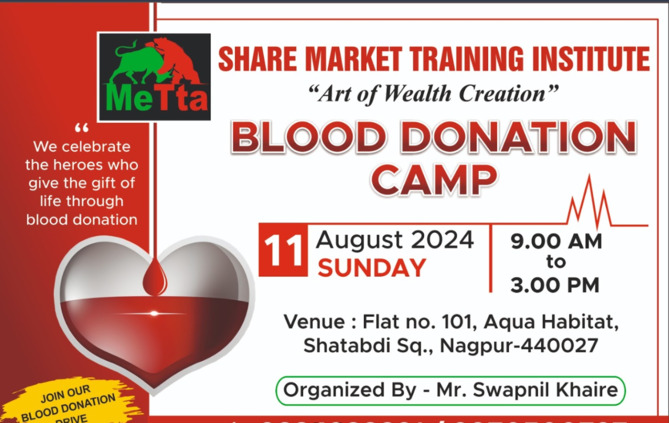 MeTta
SHARE MARKET TRAINING INSTITUTE
“Art of Wealth Creation”
BLOOD DONATION
CAMP
“
We celebrate
the heroes who
give the gift of
life through
blood donation
11 August 2024
SUNDAY
9.00 AM
to
3.00 PM
Venue : Flat no. 101, Aqua Habitat,
Shatabdi Sq., Nagpur-440027
Organized By - Mr. Swapnil Khaire
JOIN OUR
BLOOD DONATION
DRIVE